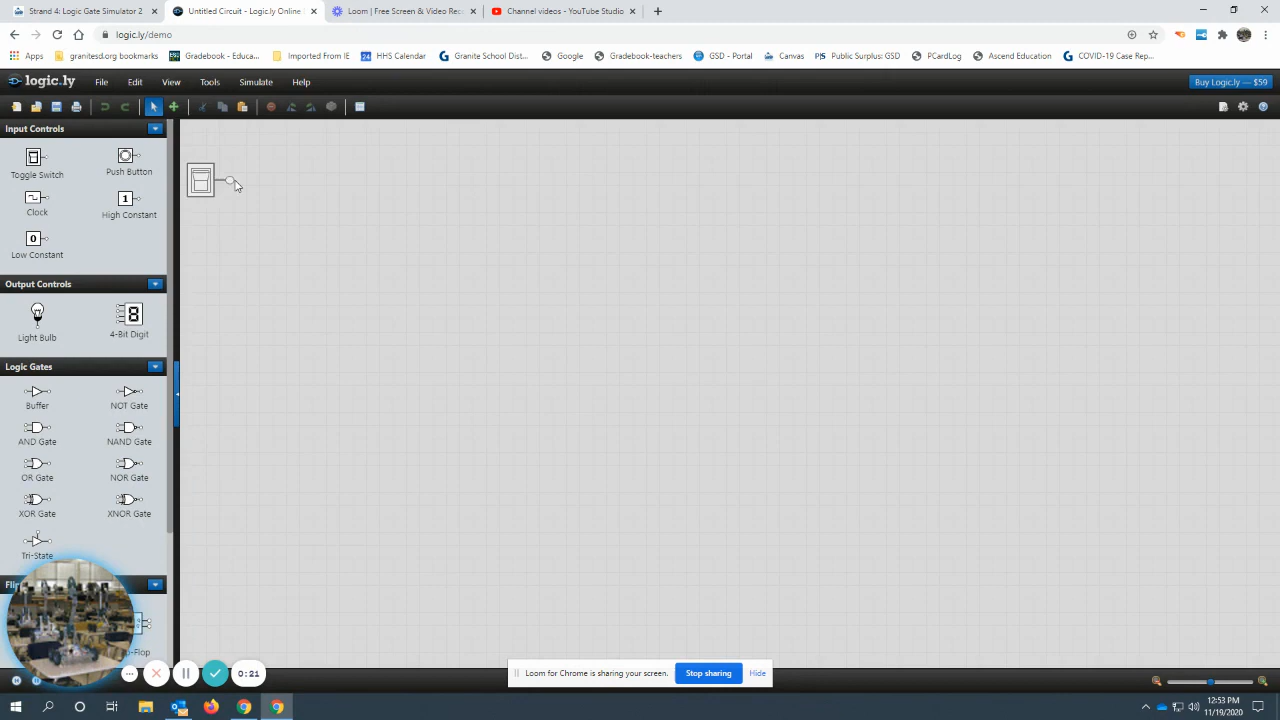 Strand 4: Logic Gate Simulator 2
Untitled Circuit - Logic.ly Online
Loom | Free Screen & Video Rec
Channel videos - YouTube Studio
logic.ly/demo
Apps
granitesd.org bookmarks
Gradebook - Educa...
Imported From IE
HHS Calendar
Granite School Dist...
Google
Gradebook-teachers
GSD - Portal
Canvas
Public Surplus: GSD
PCardLog
Ascend Education
COVID-19 Case Rep...
logic.ly
File
Edit
View
Tools
Simulate
Help
Buy Logic.ly — $59
Input Controls
Toggle Switch
Push Button
Clock
1
High Constant
0
Low Constant
Output Controls
8
Light Bulb
4-Bit Digit
Logic Gates
Buffer
NOT Gate
AND Gate
NAND Gate
OR Gate
NOR Gate
XOR Gate
XNOR Gate
Tri-State
0:21
Loom for Chrome is sharing your screen.
Stop sharing
Hide
12:53 PM
11/19/2020